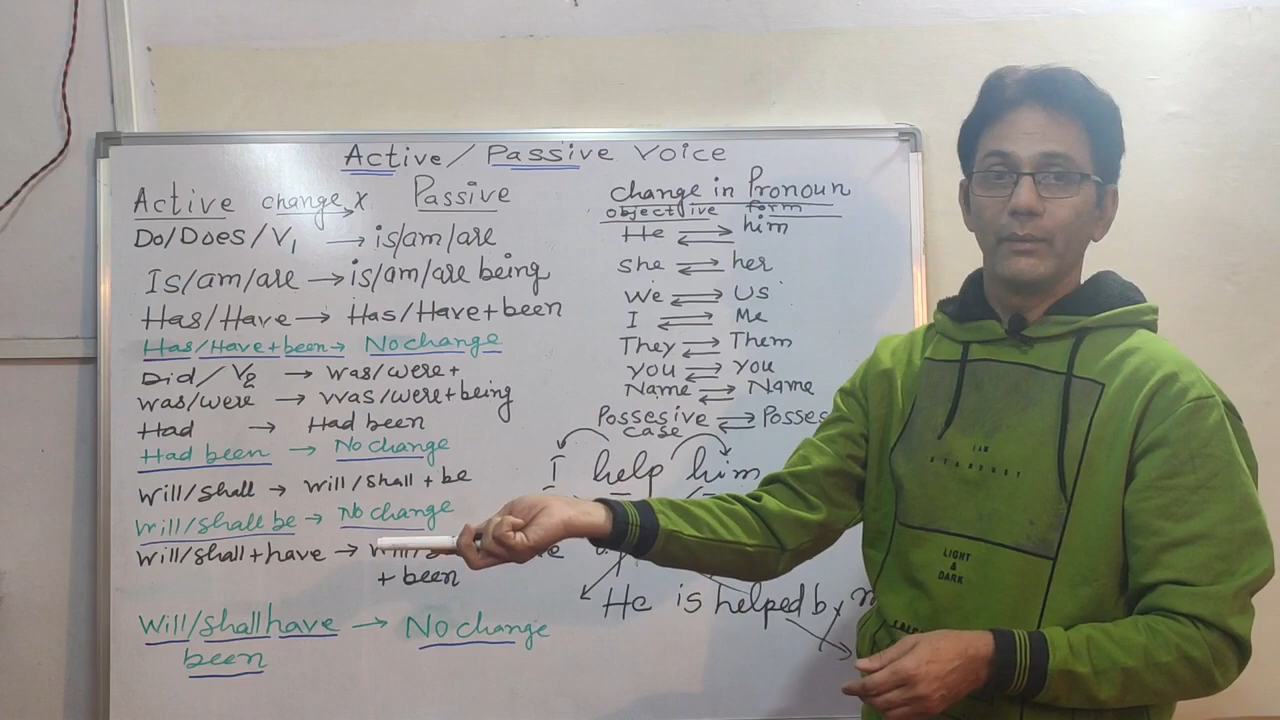 Active / Passive Voice
Active change Passive
Do/Does/V1 → is/am/are
Is/am/are → is/am/are being
Has/Have → Has/Have + been
Has/Have + been → No change
Did / V2 → was/were +
was/were → was/were + being
Had → Had been
Had been → No change
will/shall → will/shall + be
will/shall be → No change
will/shall + have →
+ been
Will/shall have → No change
been
Change in Pronoun
objective form
He ⇌ him
She ⇌ her
We ⇌ Us
I ⇌ Me
They ⇌ Them
You ⇌ You
Name ⇌ Name
Possesive ⇌ Posses
case
I help him
He is helped by
I AM
STARDUST
LIGHT
&
DARK